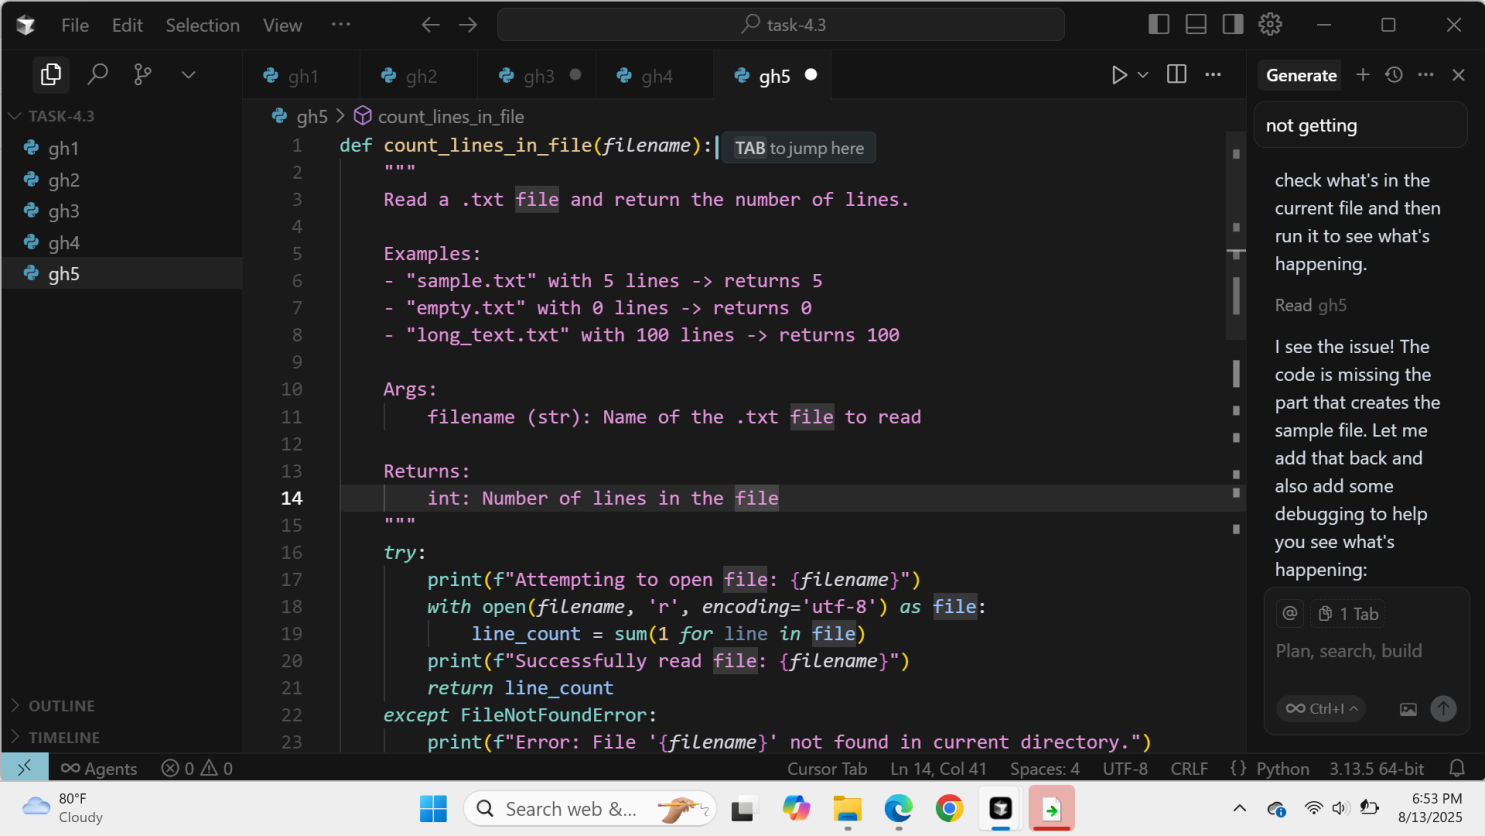 File Edit Selection View ···
task-4.3
gh1 gh2 gh3 gh4 gh5
Generate
TASK-4.3
gh1
gh2
gh3
gh4
gh5
OUTLINE
TIMELINE
gh5 > count_lines_in_file
1 def count_lines_in_file(filename): TAB to jump here
2 """
3 Read a .txt file and return the number of lines.
4
5 Examples:
6 - "sample.txt" with 5 lines -> returns 5
7 - "empty.txt" with 0 lines -> returns 0
8 - "long_text.txt" with 100 lines -> returns 100
9
10 Args:
11 filename (str): Name of the .txt file to read
12
13 Returns:
14 int: Number of lines in the file
15 """
16 try:
17 print(f"Attempting to open file: {filename}")
18 with open(filename, 'r', encoding='utf-8') as file:
19 line_count = sum(1 for line in file)
20 print(f"Successfully read file: {filename}")
21 return line_count
22 except FileNotFoundError:
23 print(f"Error: File '{filename}' not found in current directory.")
not getting
check what's in the
current file and then
run it to see what's
happening.
Read gh5
I see the issue! The
code is missing the
part that creates the
sample file. Let me
add that back and
also add some
debugging to help
you see what's
happening:
@ 1 Tab
Plan, search, build
∞ Ctrl+I
Agents 0 0 Cursor Tab Ln 14, Col 41 Spaces: 4 UTF-8 CRLF {} Python 3.13.5 64-bit
80°F
Cloudy
Search web &...
6:53 PM
8/13/2025